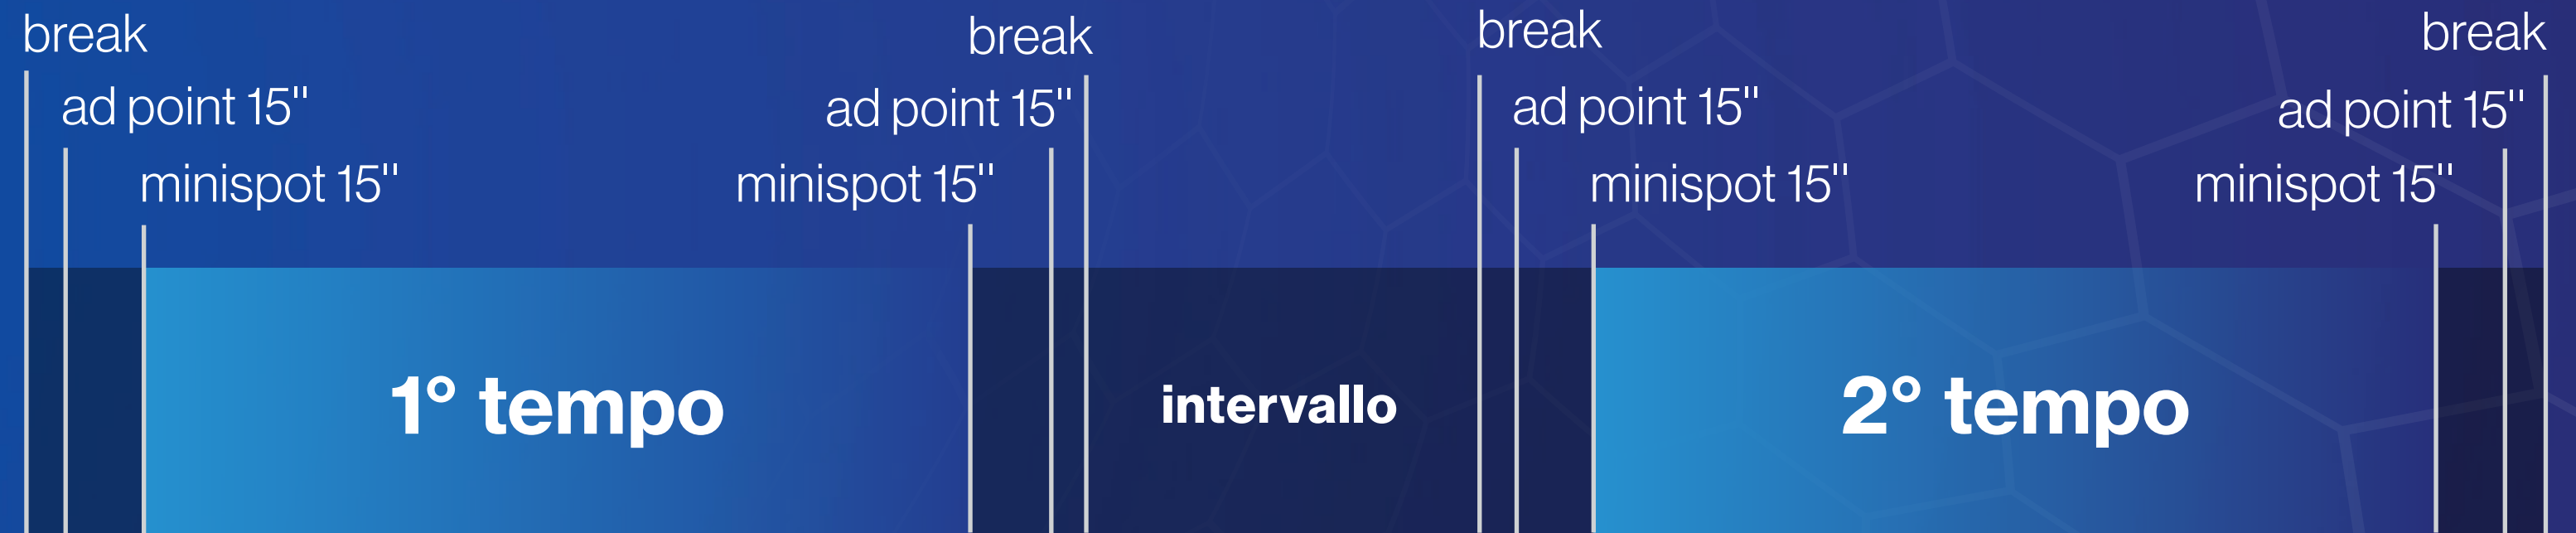 break
ad point 15"
minispot 15"
1° tempo
break
ad point 15"
minispot 15"
intervallo
break
ad point 15"
minispot 15"
2° tempo
break
ad point 15"
minispot 15"